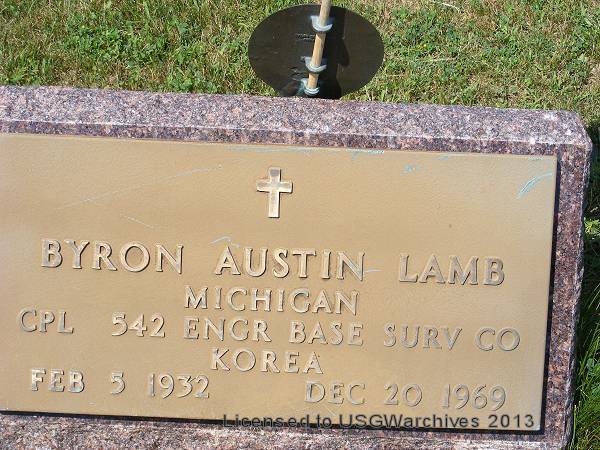 BYRON AUSTIN LAMB
MICHIGAN
CPL 542 ENGR BASE SURV CO
KOREA
FEB 5 1932 DEC 20 1969
Licensed to USGWarchives 2013